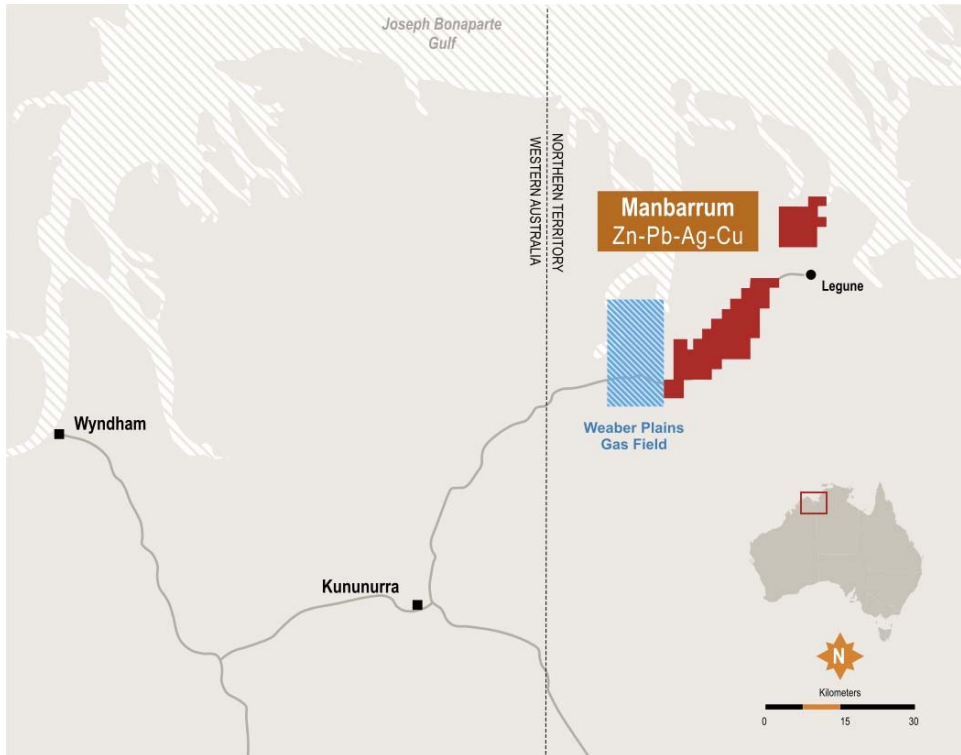 Joseph Bonaparte
Gulf
WESTERN AUSTRALIA
NORTHERN TERRITORY
Manbarrum
Zn-Pb-Ag-Cu
Legune
Weaber Plains
Gas Field
Wyndham
Kununurra
N
Kilometers
0 15 30